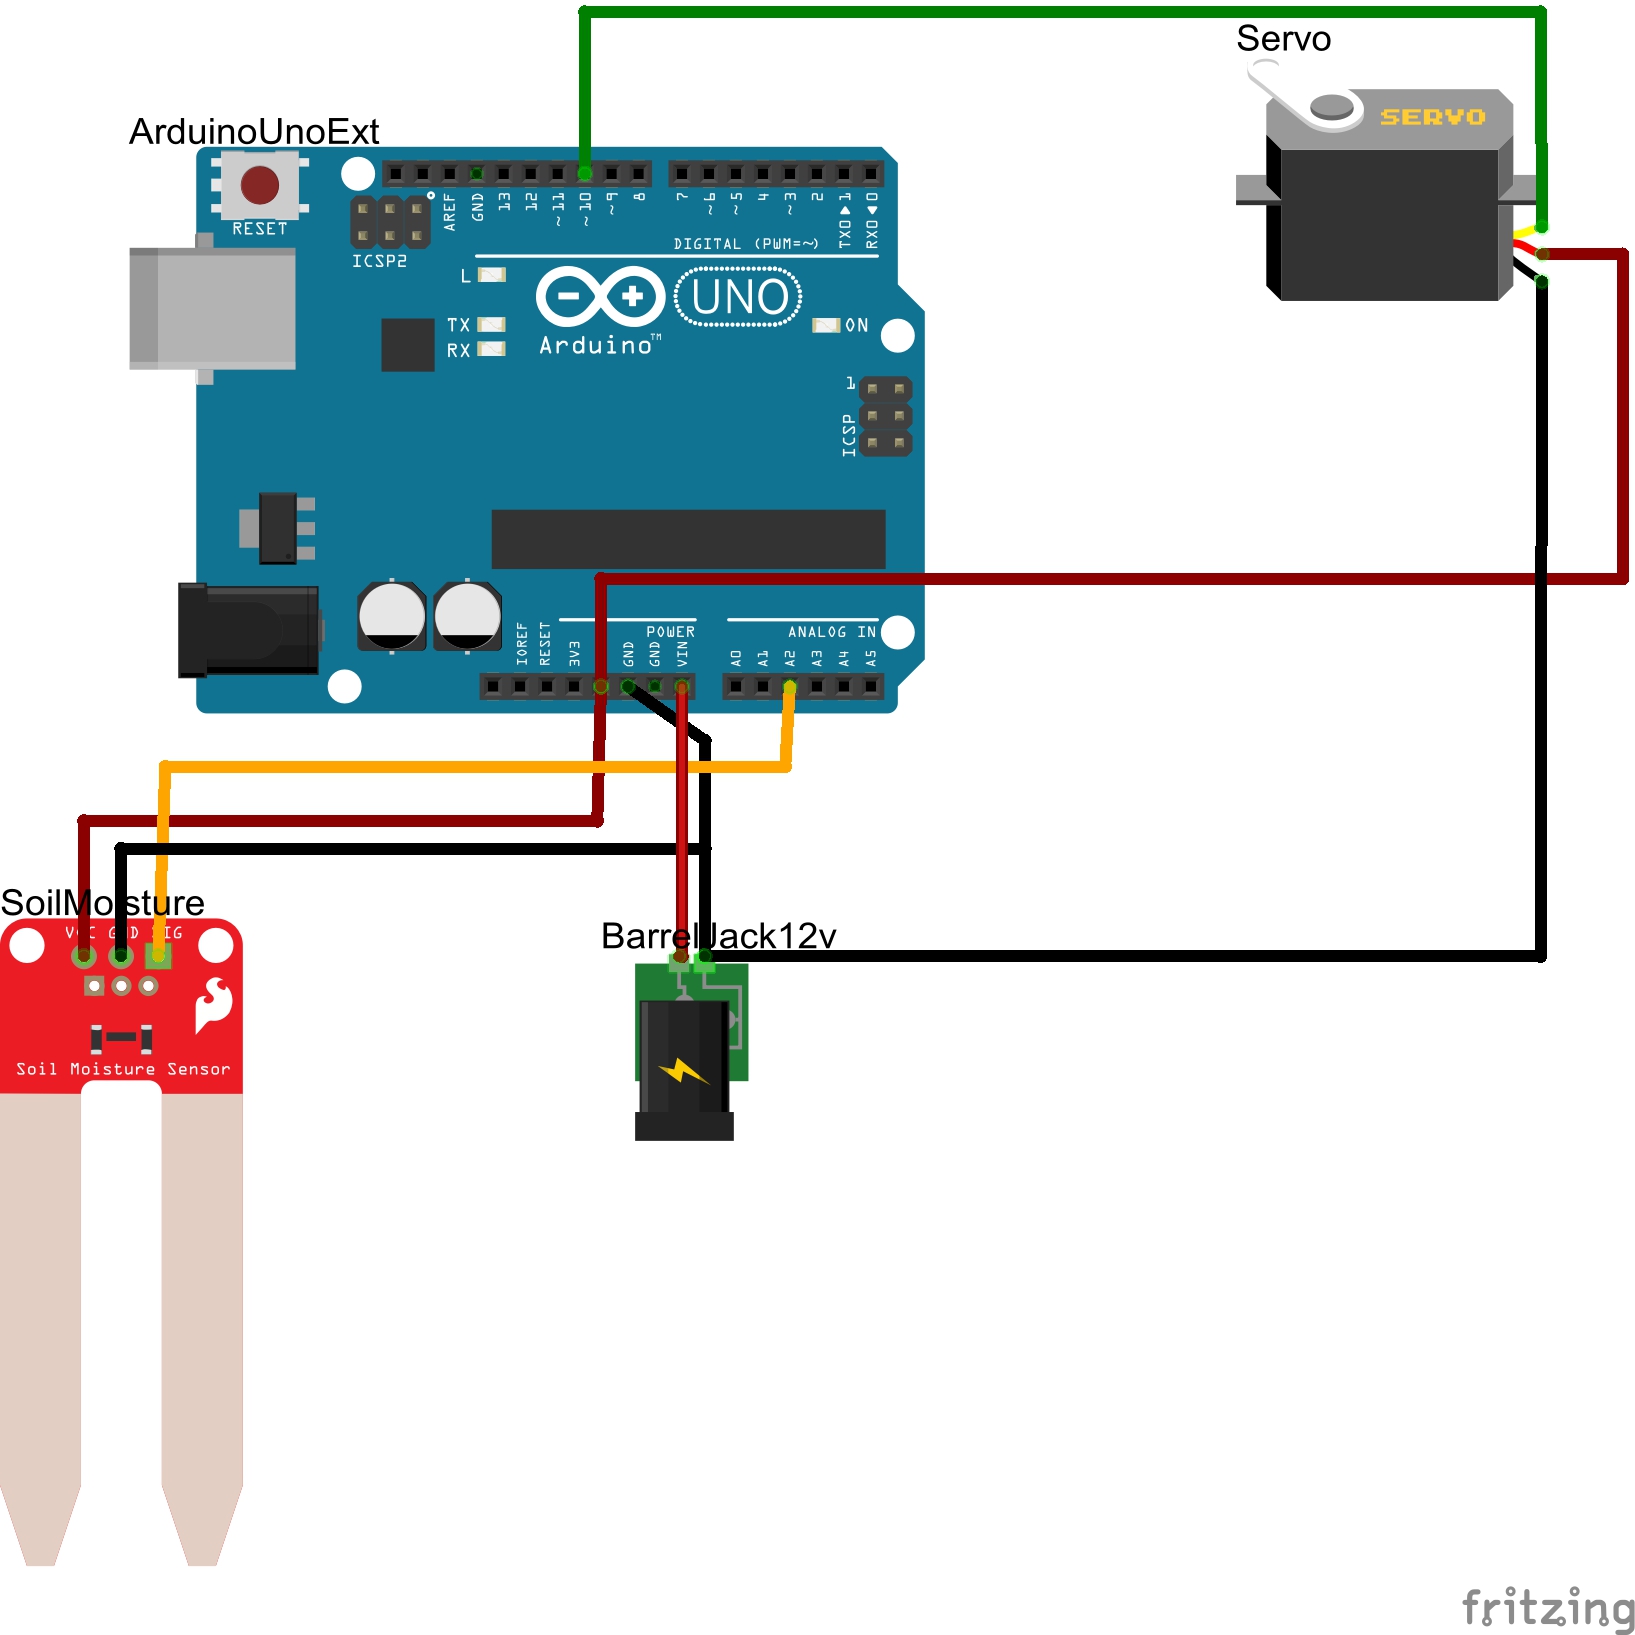 Servo
SERVO
ArduinoUnoExt
RESET
ICSP2
AREF
GND
13
12
~11
~10
~9
8
7
~6
~5
4
~3
2
TX0▶1
RX0◀0
DIGITAL (PWM=~)
L
TX
RX
UNO
ON
Arduino™
1
ICSP
POWER
ANALOG IN
IOREF
RESET
3V3
GND
GND
VIN
A0
A1
A2
A3
A4
A5
SoilMoisture
GND
Soil Moisture Sensor
BarrelJack12v
fritzing